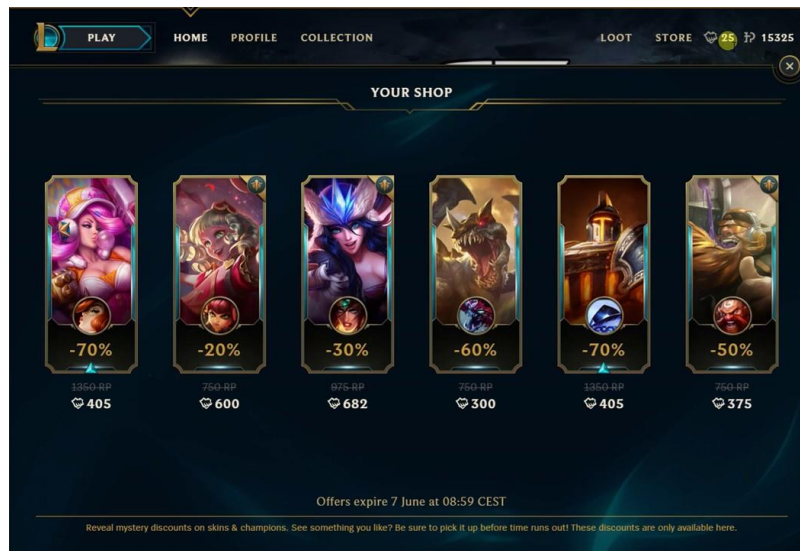 PLAY HOME PROFILE COLLECTION LOOT STORE 25 15325
YOUR SHOP
-70% -20% -30% -60% -70% -50%
1350 RP 750 RP 975 RP 750 RP 1350 RP 750 RP
405 600 682 300 405 375
Offers expire 7 June at 08:59 CEST
Reveal mystery discounts on skins & champions. See something you like? Be sure to pick it up before time runs out! These discounts are only available here.